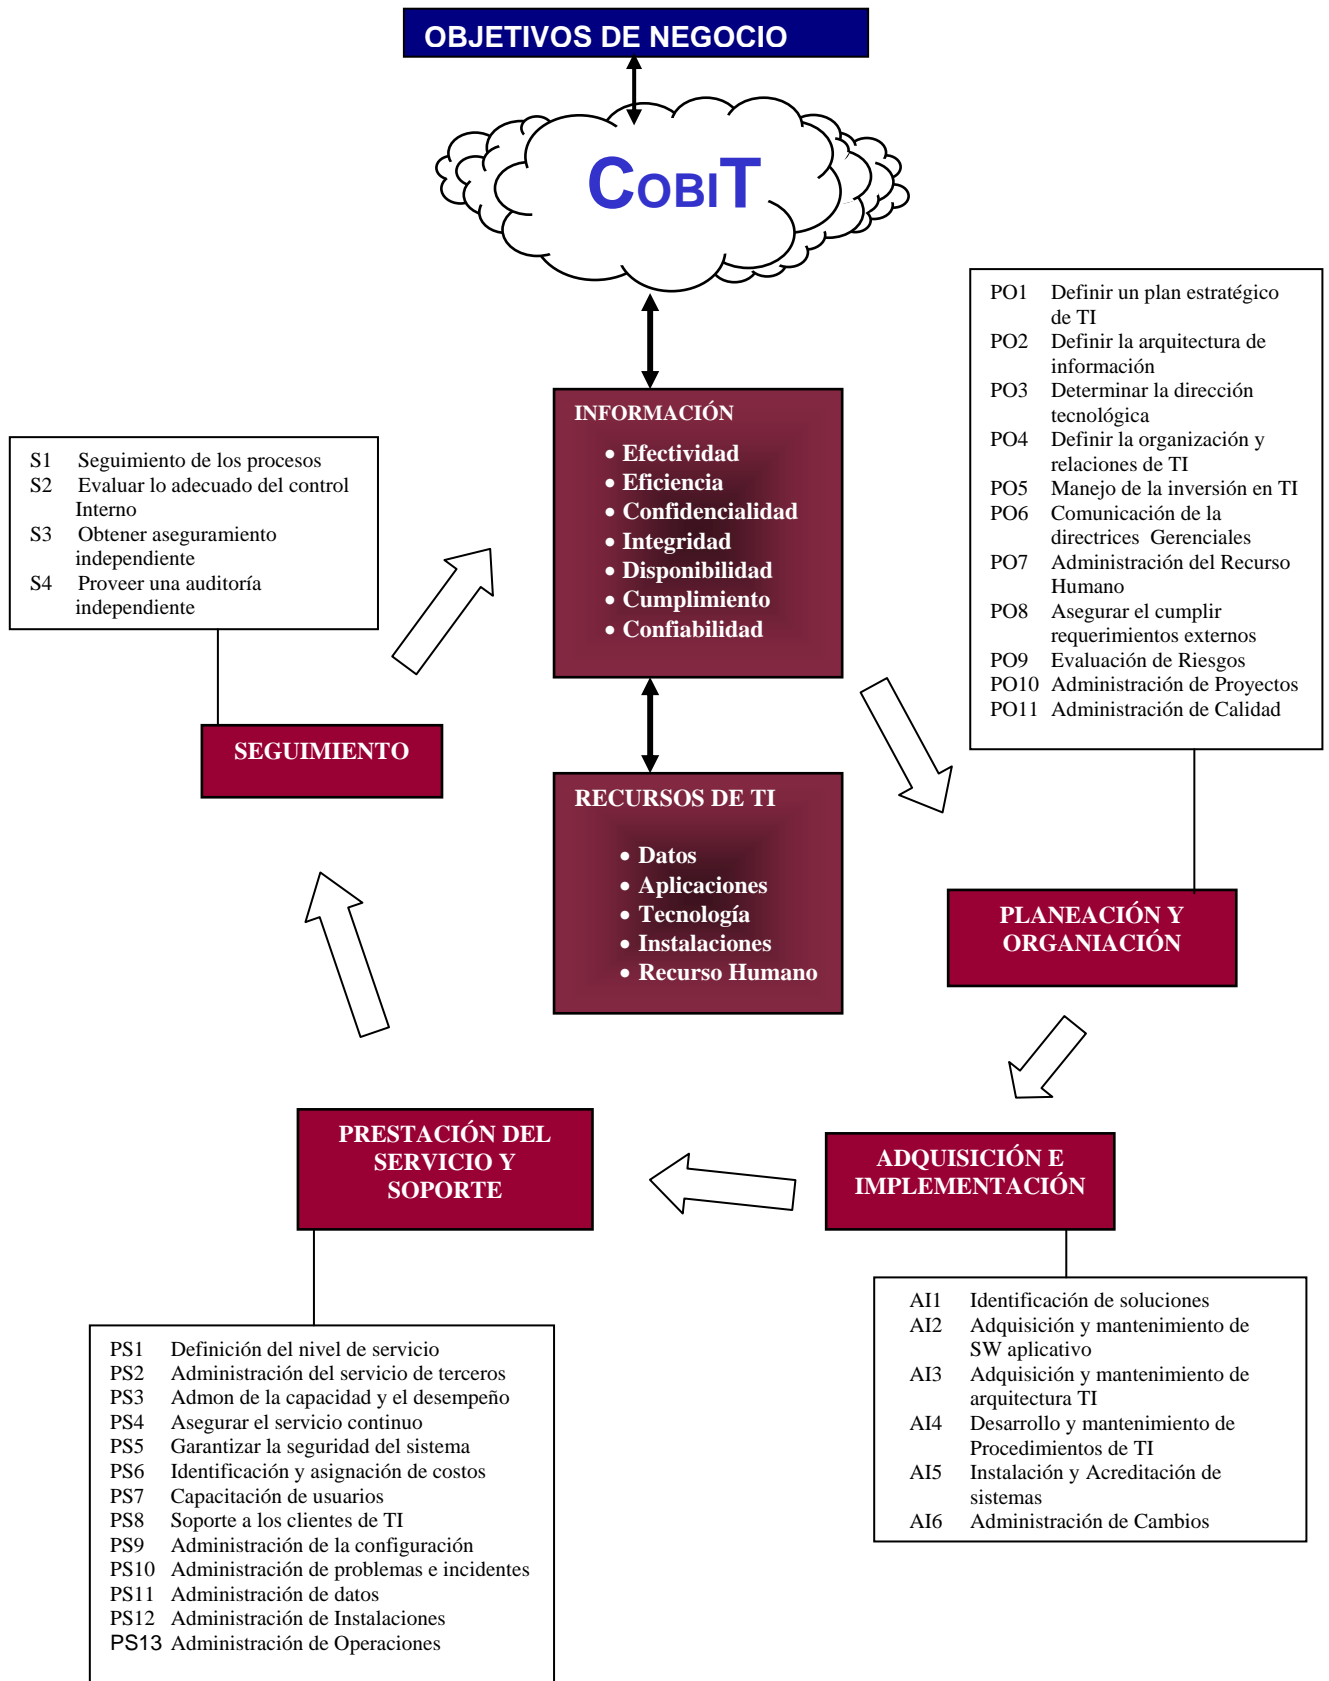 OBJETIVOS DE NEGOCIO
COBIT
INFORMACIÓN
• Efectividad
• Eficiencia
• Confidencialidad
• Integridad
• Disponibilidad
• Cumplimiento
• Confiabilidad
RECURSOS DE TI
• Datos
• Aplicaciones
• Tecnología
• Instalaciones
• Recurso Humano
PO1 Definir un plan estratégico
de TI
PO2 Definir la arquitectura de
información
PO3 Determinar la dirección
tecnológica
PO4 Definir la organización y
relaciones de TI
PO5 Manejo de la inversión en TI
PO6 Comunicación de la
directrices Gerenciales
PO7 Administración del Recurso
Humano
PO8 Asegurar el cumplir
requerimientos externos
PO9 Evaluación de Riesgos
PO10 Administración de Proyectos
PO11 Administración de Calidad
PLANEACIÓN Y
ORGANIACIÓN
ADQUISICIÓN E
IMPLEMENTACIÓN
AI1 Identificación de soluciones
AI2 Adquisición y mantenimiento de
SW aplicativo
AI3 Adquisición y mantenimiento de
arquitectura TI
AI4 Desarrollo y mantenimiento de
Procedimientos de TI
AI5 Instalación y Acreditación de
sistemas
AI6 Administración de Cambios
PRESTACIÓN DEL
SERVICIO Y
SOPORTE
PS1 Definición del nivel de servicio
PS2 Administración del servicio de terceros
PS3 Admon de la capacidad y el desempeño
PS4 Asegurar el servicio continuo
PS5 Garantizar la seguridad del sistema
PS6 Identificación y asignación de costos
PS7 Capacitación de usuarios
PS8 Soporte a los clientes de TI
PS9 Administración de la configuración
PS10 Administración de problemas e incidentes
PS11 Administración de datos
PS12 Administración de Instalaciones
PS13 Administración de Operaciones
S1 Seguimiento de los procesos
S2 Evaluar lo adecuado del control
Interno
S3 Obtener aseguramiento
independiente
S4 Proveer una auditoría
independiente
SEGUIMIENTO